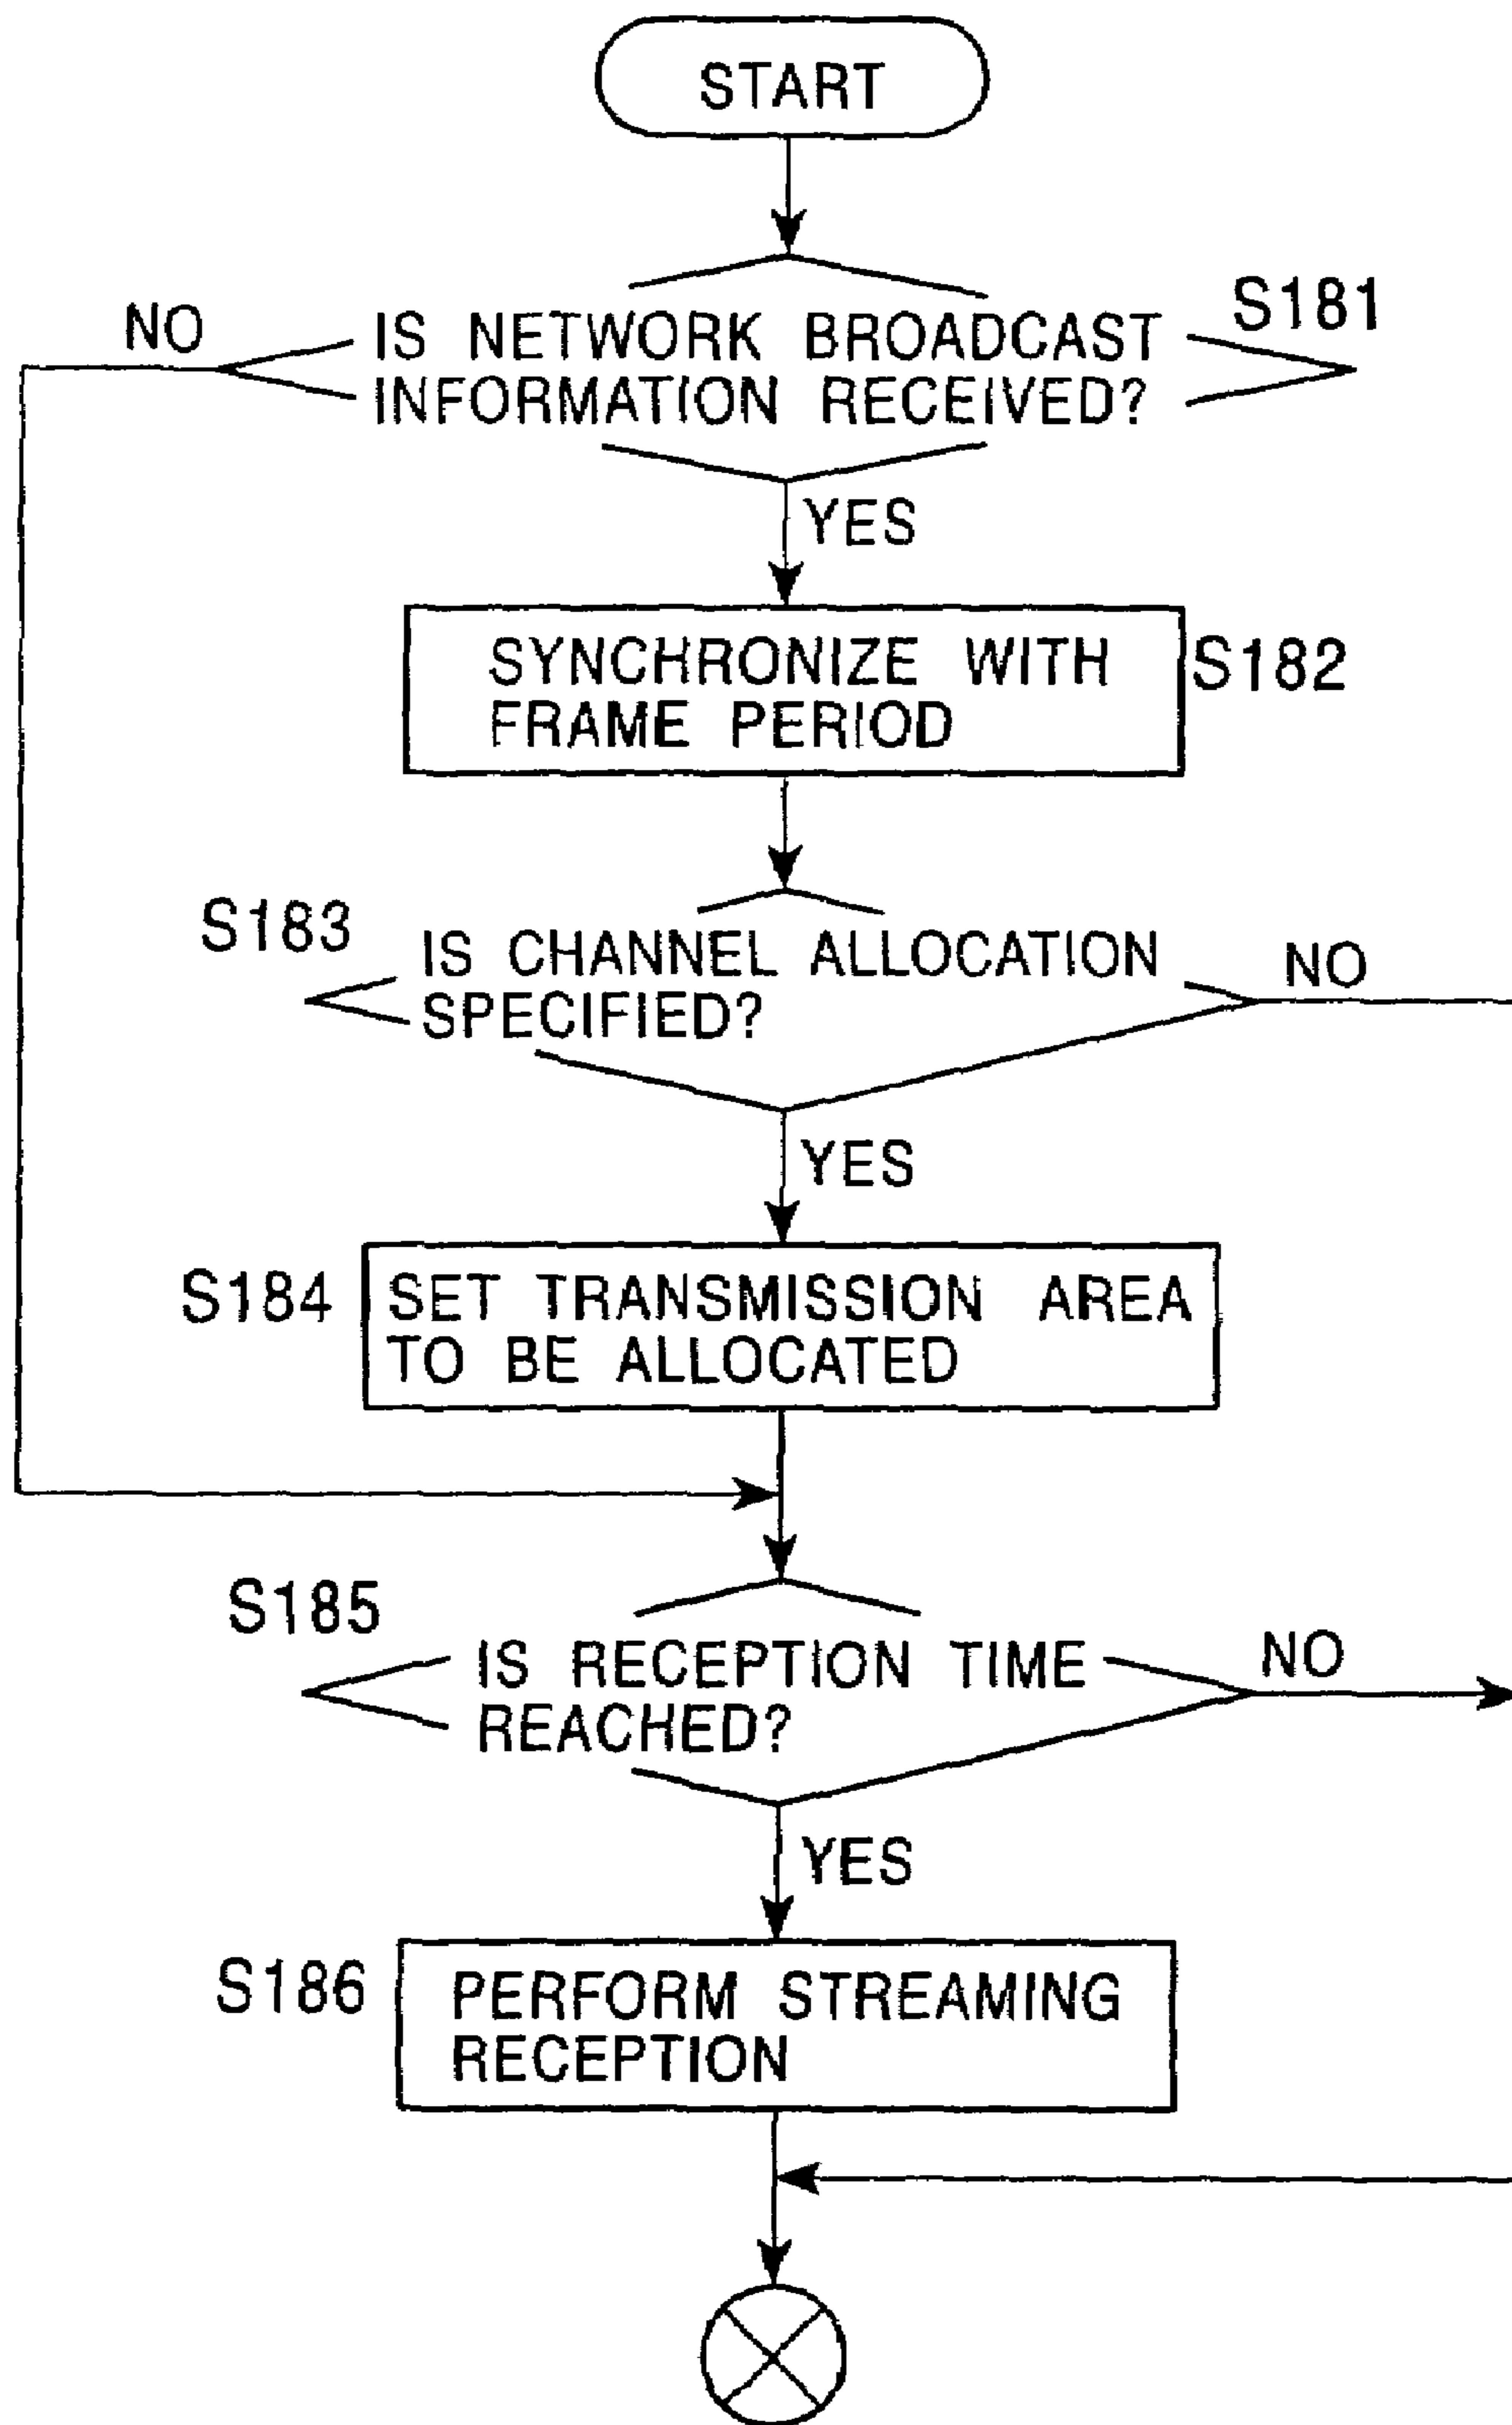 START
NO
IS NETWORK BROADCAST
INFORMATION RECEIVED?
S181
YES
SYNCHRONIZE WITH
FRAME PERIOD
S182
S183
IS CHANNEL ALLOCATION
SPECIFIED?
NO
YES
S184
SET TRANSMISSION AREA
TO BE ALLOCATED
S185
IS RECEPTION TIME
REACHED?
NO
YES
S186
PERFORM STREAMING
RECEPTION